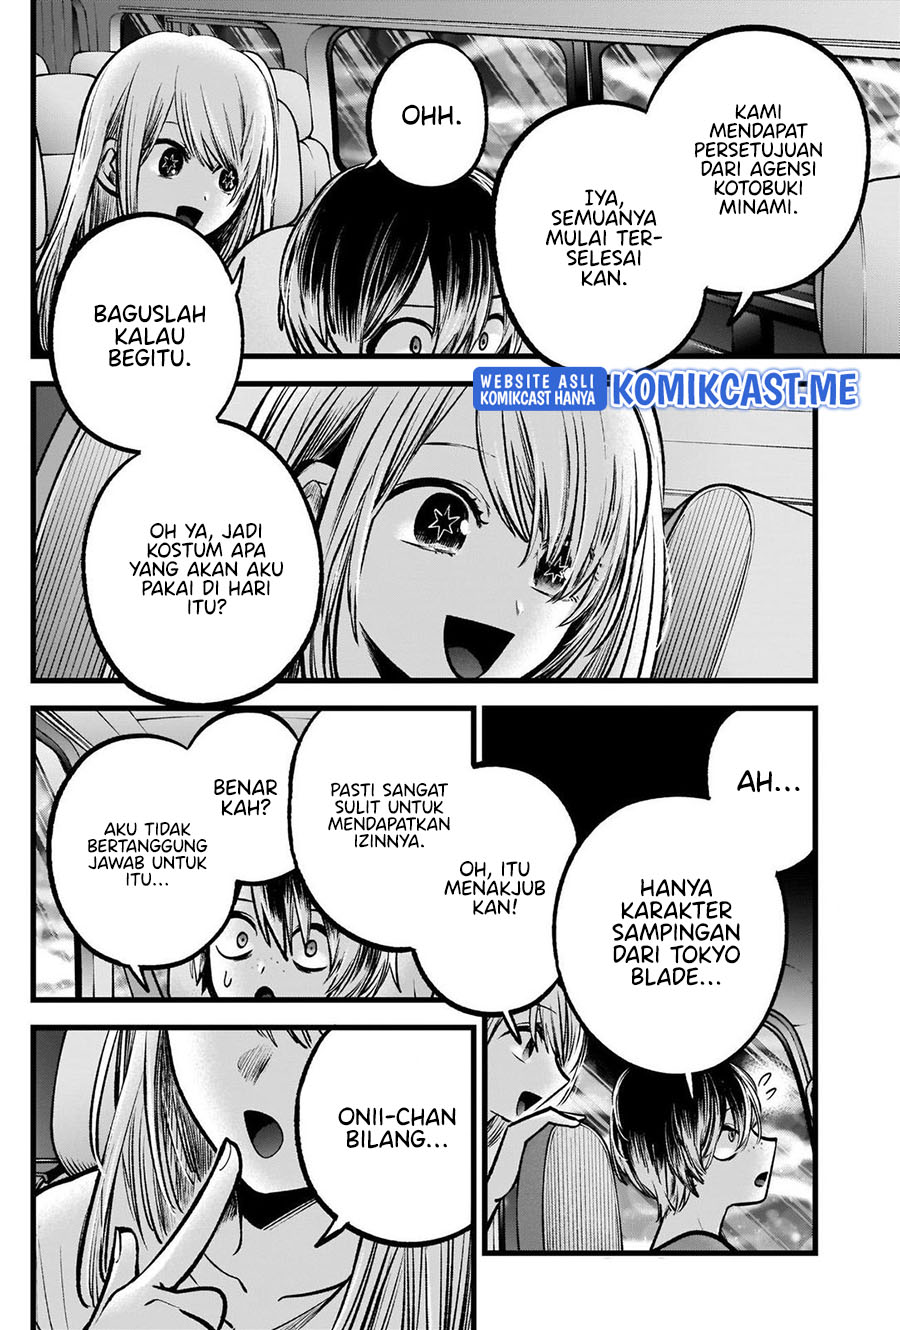 KAMI
MENDAPAT
PERSETUJUAN
DARI AGENSI
KOTOBUKI
MINAMI.
IYA,
SEMUANYA
MULAI TER-
SELESAI
KAN.
OHH.
BAGUSLAH
KALAU
BEGITU.
WEBSITE ASLI
KOMIKCAST HANYA
KOMIKCAST.ME
OH YA, JADI
KOSTUM APA
YANG AKAN AKU
PAKAI DI HARI
ITU?
AH...
HANYA
KARAKTER
SAMPINGAN
DARI TOKYO
BLADE...
OH, ITU
MENAKJUB
KAN!
PASTI SANGAT
SULIT UNTUK
MENDAPATKAN
IZINNYA.
BENAR
KAH?
AKU TIDAK
BERTANGGUNG
JAWAB UNTUK
ITU...
ONII-CHAN
BILANG...